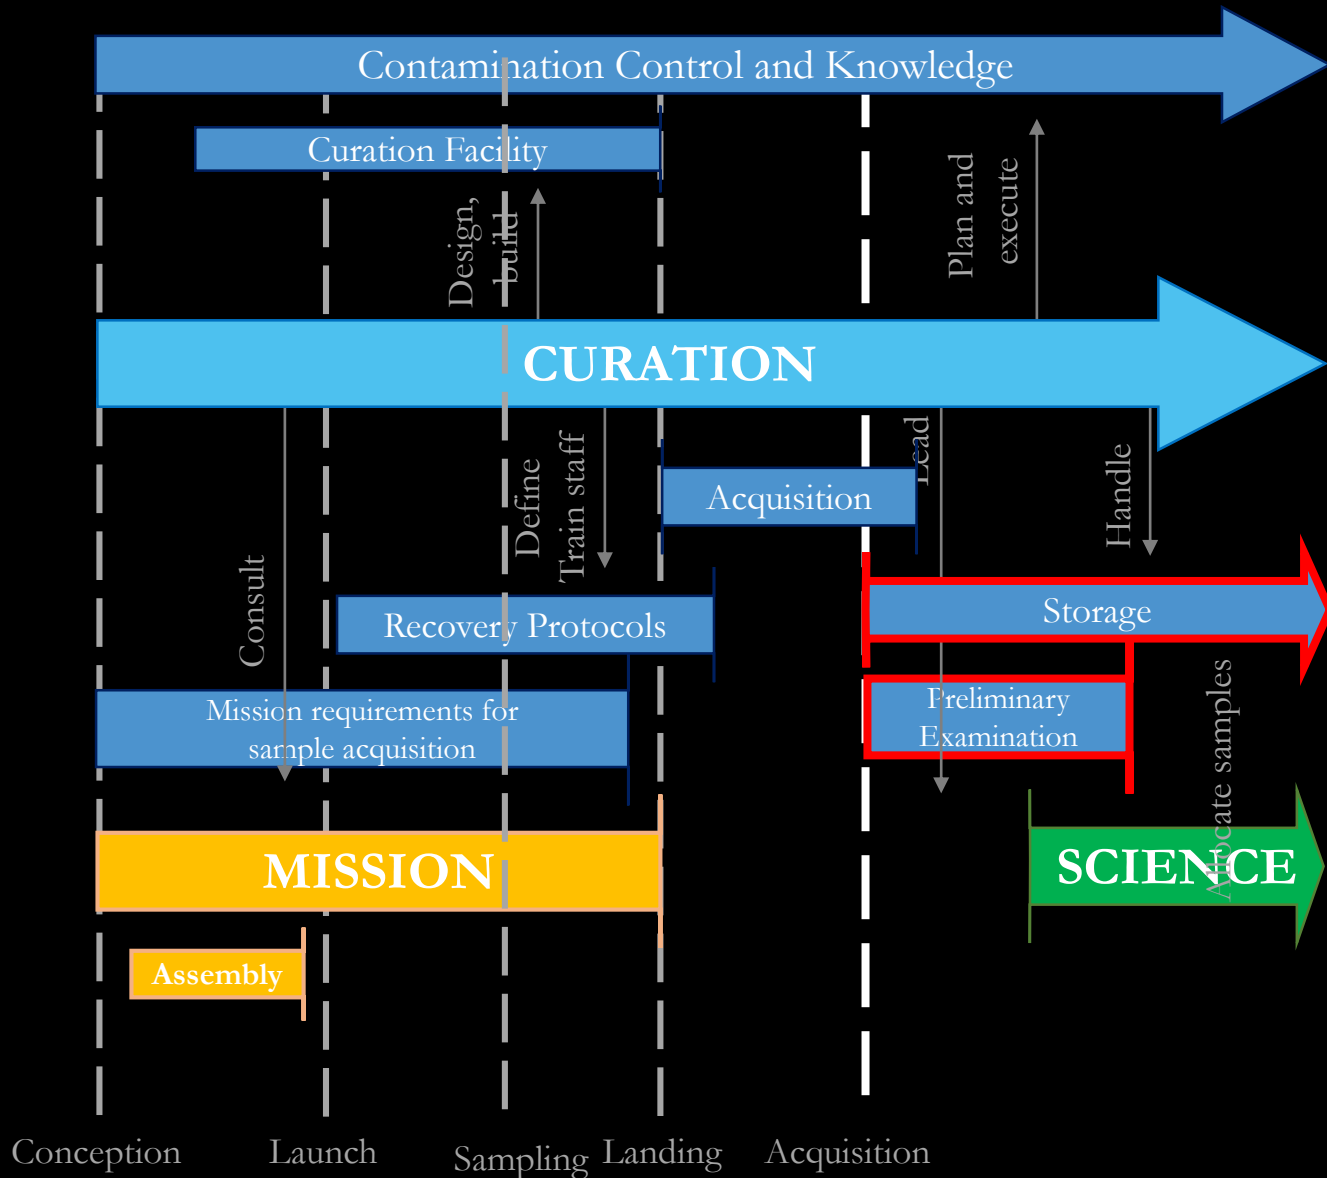 Contamination Control and Knowledge
Curation Facility
Design,
build
Plan and
execute
CURATION
Define
Train staff
Lead
Handle
Acquisition
Consult
Recovery Protocols
Storage
Mission requirements for
sample acquisition
Preliminary
Examination
Allocate samples
MISSION
SCIENCE
Assembly
Conception
Launch
Sampling
Landing
Acquisition